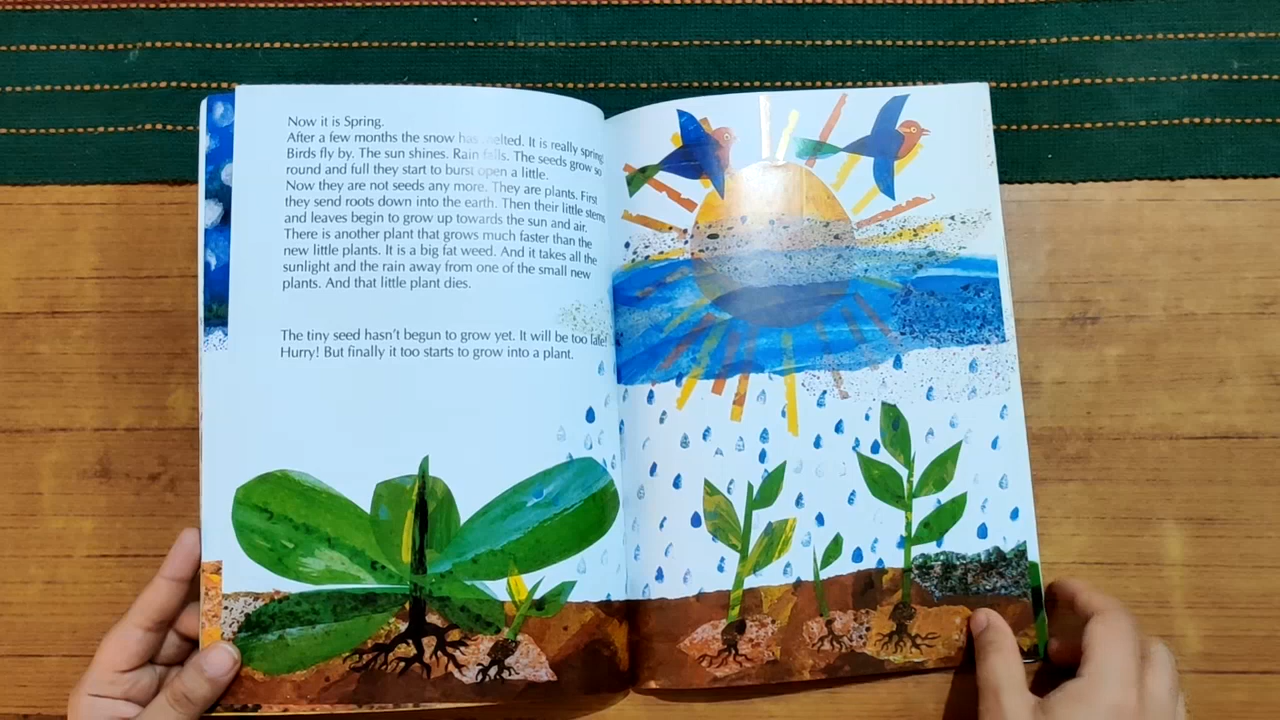 Now it is Spring.
After a few months the snow has melted. It is really spring!
Birds fly by. The sun shines. Rain falls. The seeds grow so
round and full they start to burst open a little.
Now they are not seeds any more. They are plants. First
they send roots down into the earth. Then their little stems
and leaves begin to grow up towards the sun and air.
There is another plant that grows much faster than the
new little plants. It is a big fat weed. And it takes all the
sunlight and the rain away from one of the small new
plants. And that little plant dies.
The tiny seed hasn't begun to grow yet. It will be too late!
Hurry! But finally it too starts to grow into a plant.